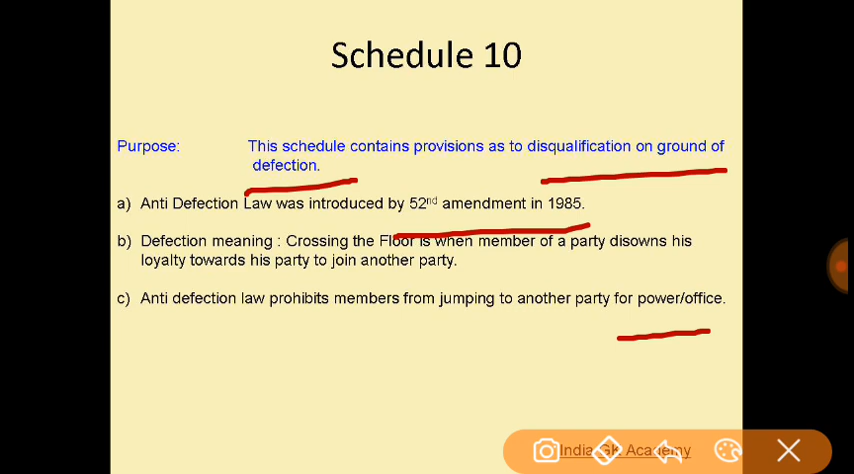 Schedule 10
Purpose: This schedule contains provisions as to disqualification on ground of
defection.
a) Anti Defection Law was introduced by 52nd amendment in 1985.
b) Defection meaning : Crossing the Floor is when member of a party disowns his
loyalty towards his party to join another party.
c) Anti defection law prohibits members from jumping to another party for power/office.
India GK Academy